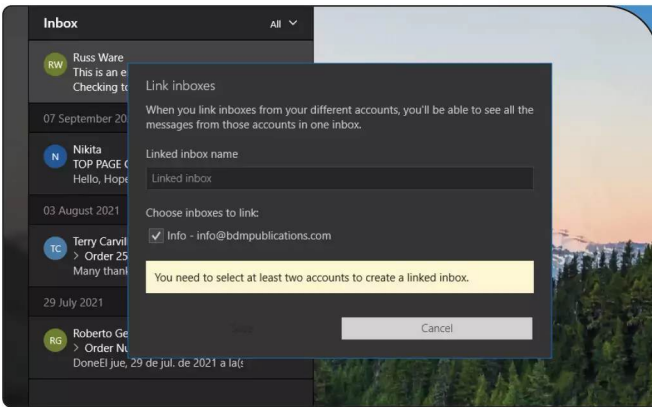 Inbox
All
RW
Russ Ware
This is an e
Checking to
07 September 20
N
Nikita
TOP PAGE
Hello, Hope
03 August 2021
TC
Terry Carvill
> Order 25
Many thank
29 July 2021
RG
Roberto Ge
> Order Nu
DoneEl jue, 29 de jul. de 2021 a la(s
Link inboxes
When you link inboxes from your different accounts, you'll be able to see all the
messages from those accounts in one inbox.
Linked inbox name
Linked inbox
Choose inboxes to link:
Info - info@bdmpublications.com
You need to select at least two accounts to create a linked inbox.
Cancel